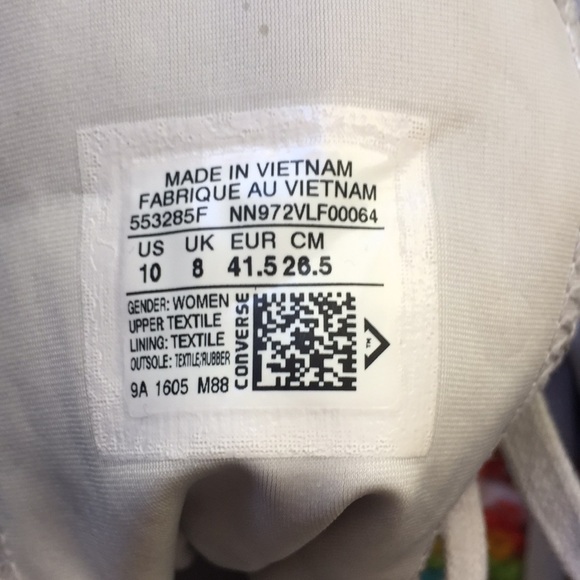 MADE IN VIETNAM
FABRIQUE AU VIETNAM
553285F NN972VLF00064
US UK EUR CM
10 8 41.5 26.5
GENDER: WOMEN
UPPER TEXTILE
LINING: TEXTILE
OUTSOLE: TEXTILE/RUBBER
9A 1605 M88
CONVERSE
™